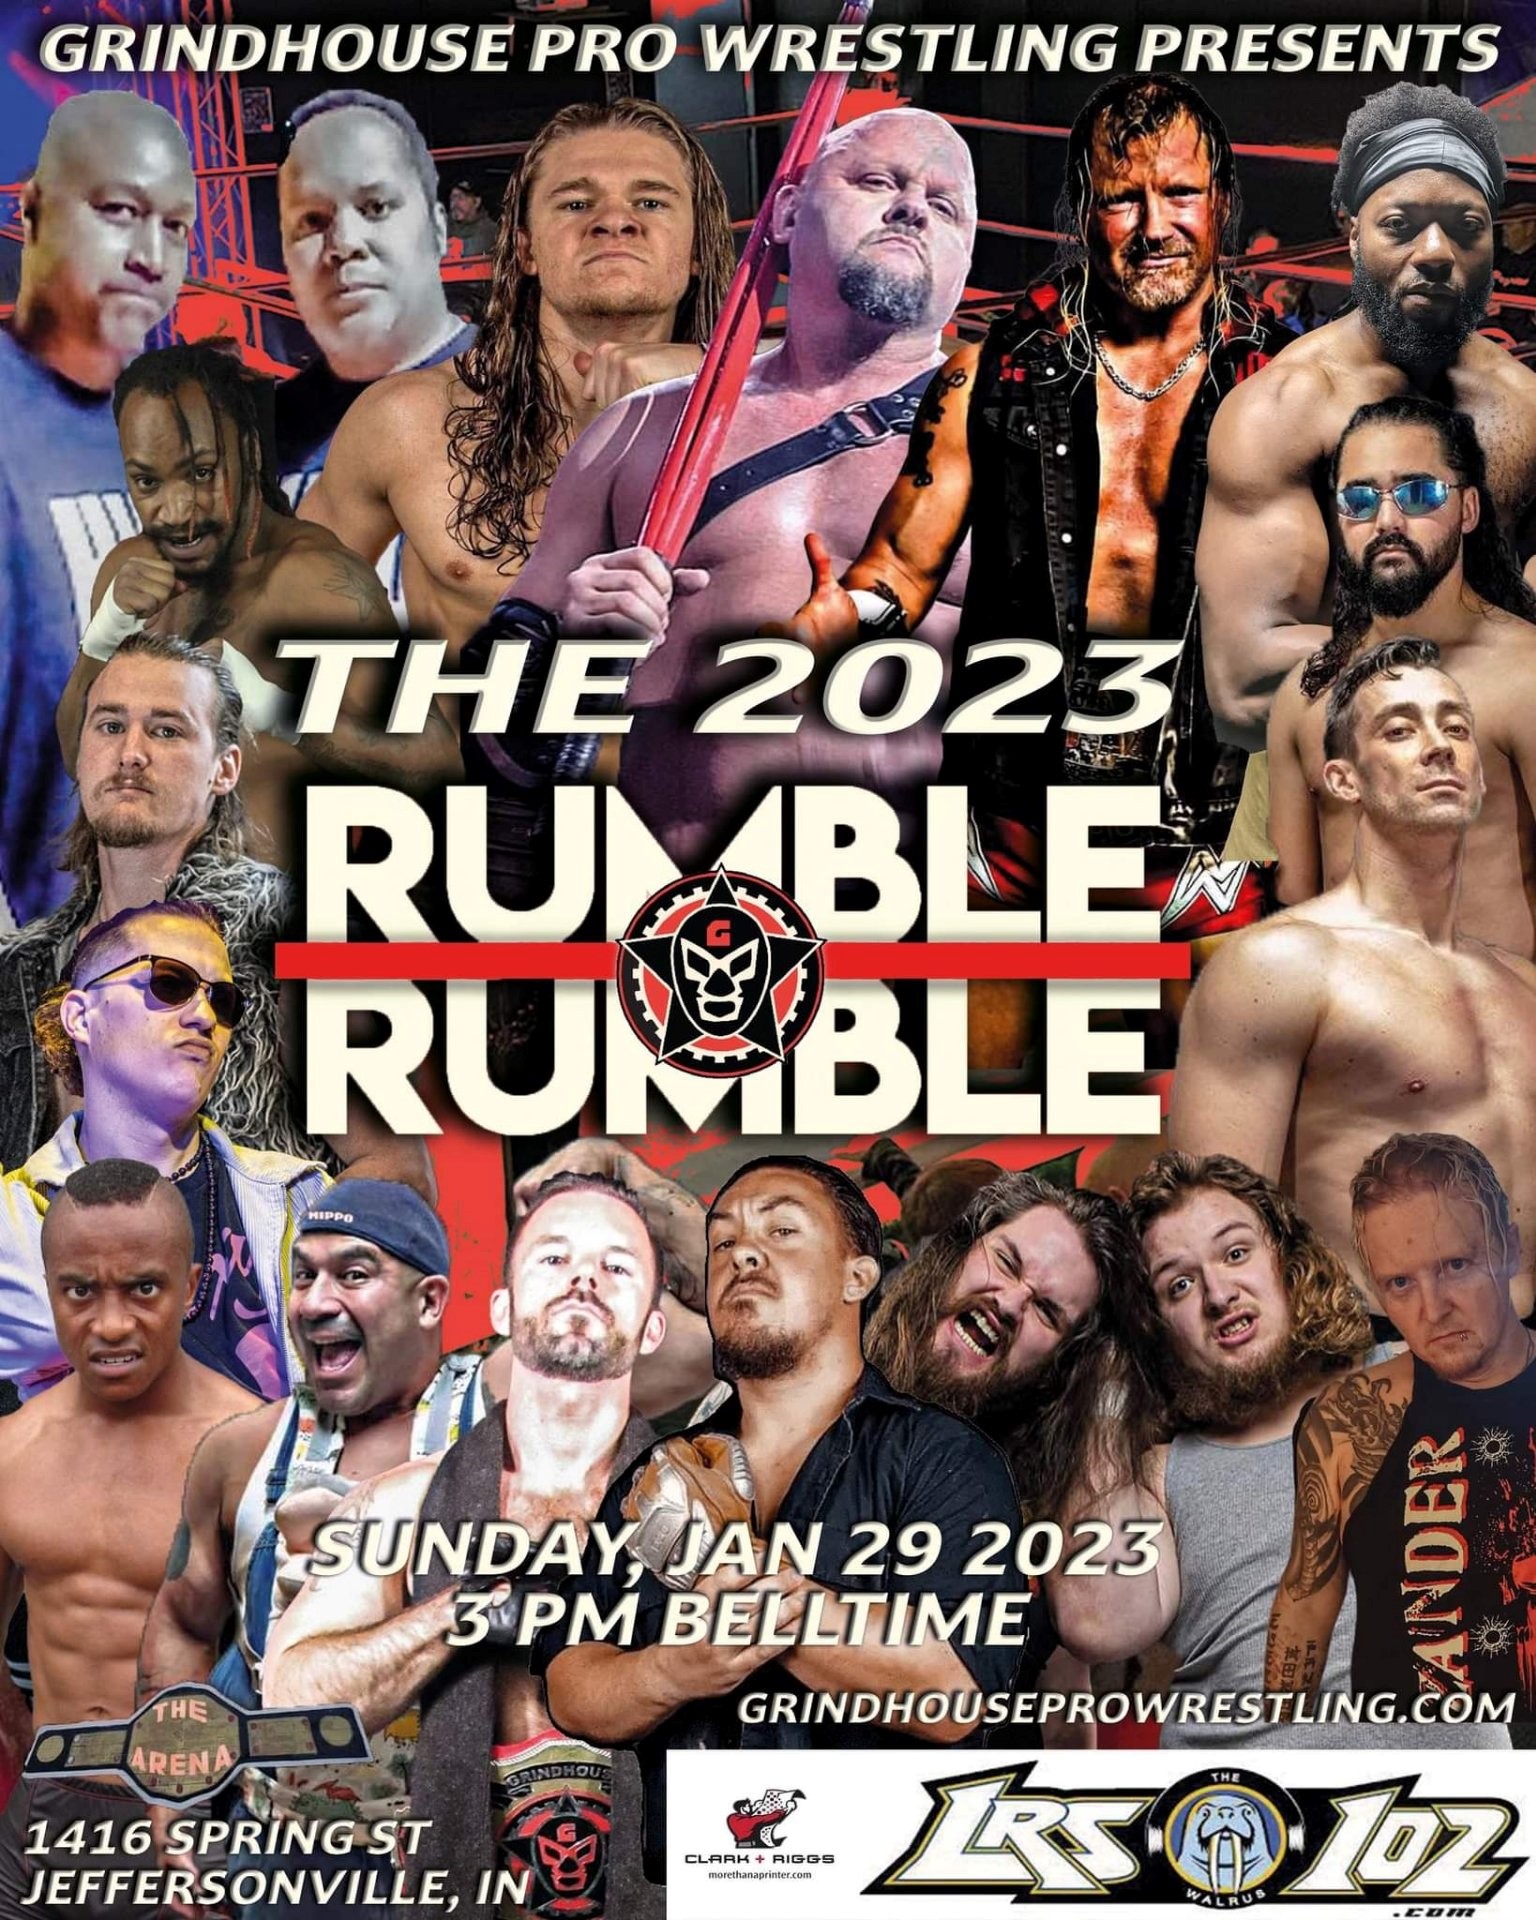 GRINDHOUSE PRO WRESTLING PRESENTS
THE 2023
RUMBLE
G
RUMBLE
HIPPO
SUNDAY, JAN 29 2023
3 PM BELLTIME
ZANDER
GRINDHOUSEPROWRESTLING.COM
THE
ARENA
1416 SPRING ST
JEFFERSONVILLE, IN
GRINDHOUS
G
CLARK + RIGGS
morethanaprinter.com
LRS
THE
WALRUS
102
.com